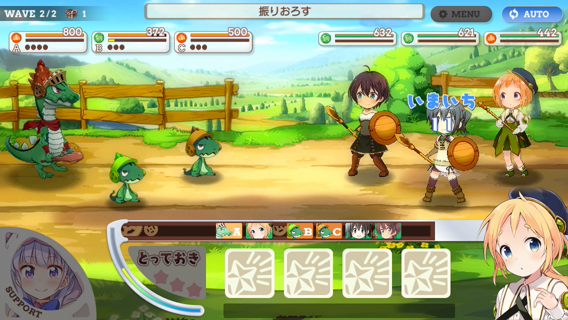 WAVE 2/2 1
振りおろす
MENU
AUTO
800
A
372
B
500
C
632
621
442
いまいち
A
B
C
とっておき
SUPPORT